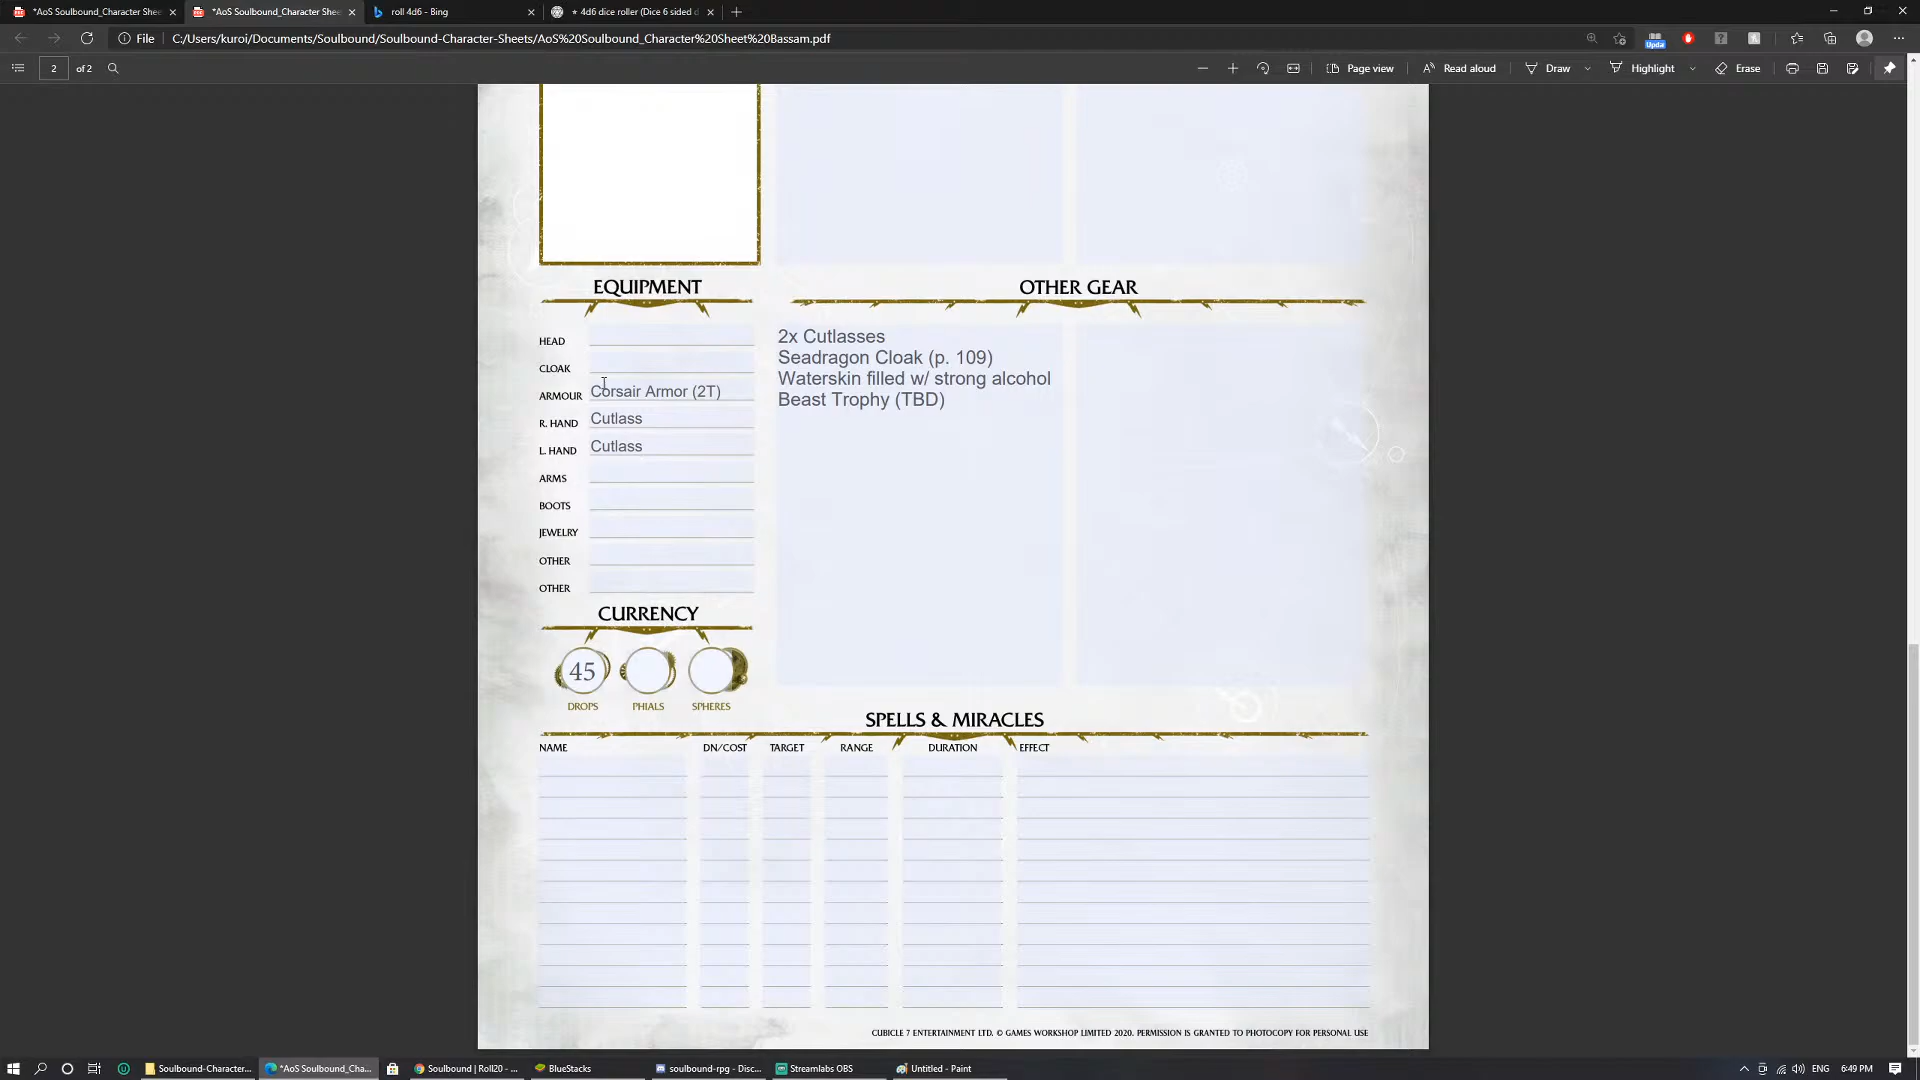 *AoS Soulbound_Character Shee
*AoS Soulbound_Character Shee
roll 4d6 - Bing
★ 4d6 dice roller (Dice 6 sided d
File
C:/Users/kuroi/Documents/Soulbound/Soulbound-Character-Sheets/AoS%20Soulbound_Character%20Sheet%20Bassam.pdf
Upda
2 of 2
Page view
Read aloud
Draw
Highlight
Erase
EQUIPMENT
HEAD
CLOAK
ARMOUR Corsair Armor (2T)
R. HAND Cutlass
L. HAND Cutlass
ARMS
BOOTS
JEWELRY
OTHER
OTHER
OTHER GEAR
2x Cutlasses
Seadragon Cloak (p. 109)
Waterskin filled w/ strong alcohol
Beast Trophy (TBD)
CURRENCY
45
DROPS PHIALS SPHERES
SPELLS & MIRACLES
NAME DN/COST TARGET RANGE DURATION EFFECT
CUBICLE 7 ENTERTAINMENT LTD. © GAMES WORKSHOP LIMITED 2020. PERMISSION IS GRANTED TO PHOTOCOPY FOR PERSONAL USE
Soulbound-Character...
*AoS Soulbound_Cha...
Soulbound | Roll20 - ...
BlueStacks
soulbound-rpg - Disc...
Streamlabs OBS
Untitled - Paint
ENG
6:49 PM